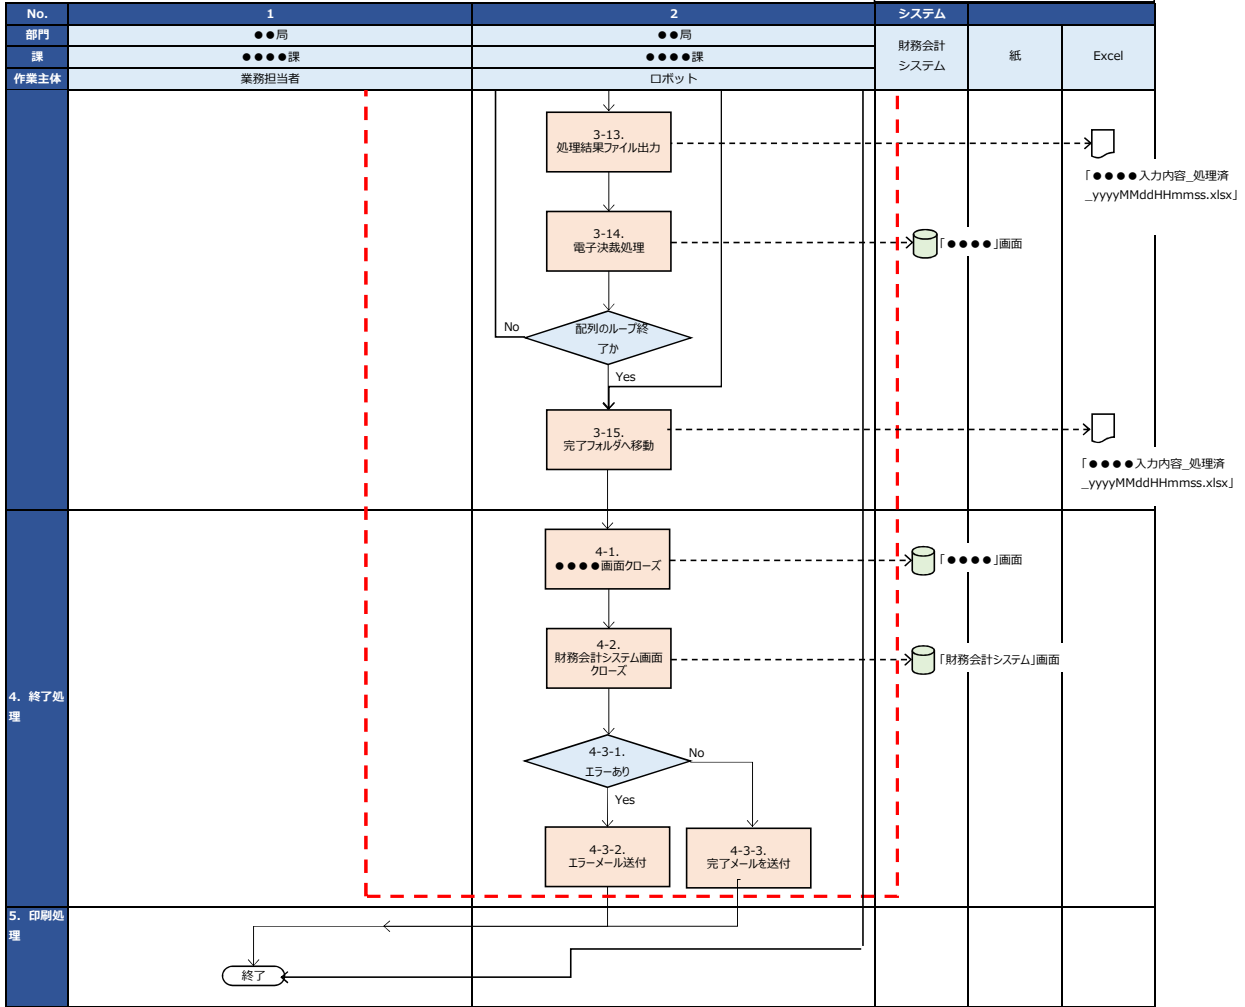 No.
1
2
システム
部門
●●局
●●局
財務会計
システム
紙
Excel
課
●●●●課
●●●●課
作業主体
業務担当者
ロボット
3-13.
処理結果ファイル出力
「●●●●入力内容_処理済
_yyyyMMddHHmmss.xlsx」
3-14.
電子決裁処理
「●●●●」画面
配列のループ終
了か
No
Yes
3-15.
完了フォルダへ移動
「●●●●入力内容_処理済
_yyyyMMddHHmmss.xlsx」
4. 終了処
理
4-1.
●●●●画面クローズ
「●●●●」画面
4-2.
財務会計システム画面
クローズ
「財務会計システム」画面
4-3-1.
エラーあり
No
Yes
4-3-2.
エラーメール送付
4-3-3.
完了メールを送付
5. 印刷処
理
終了